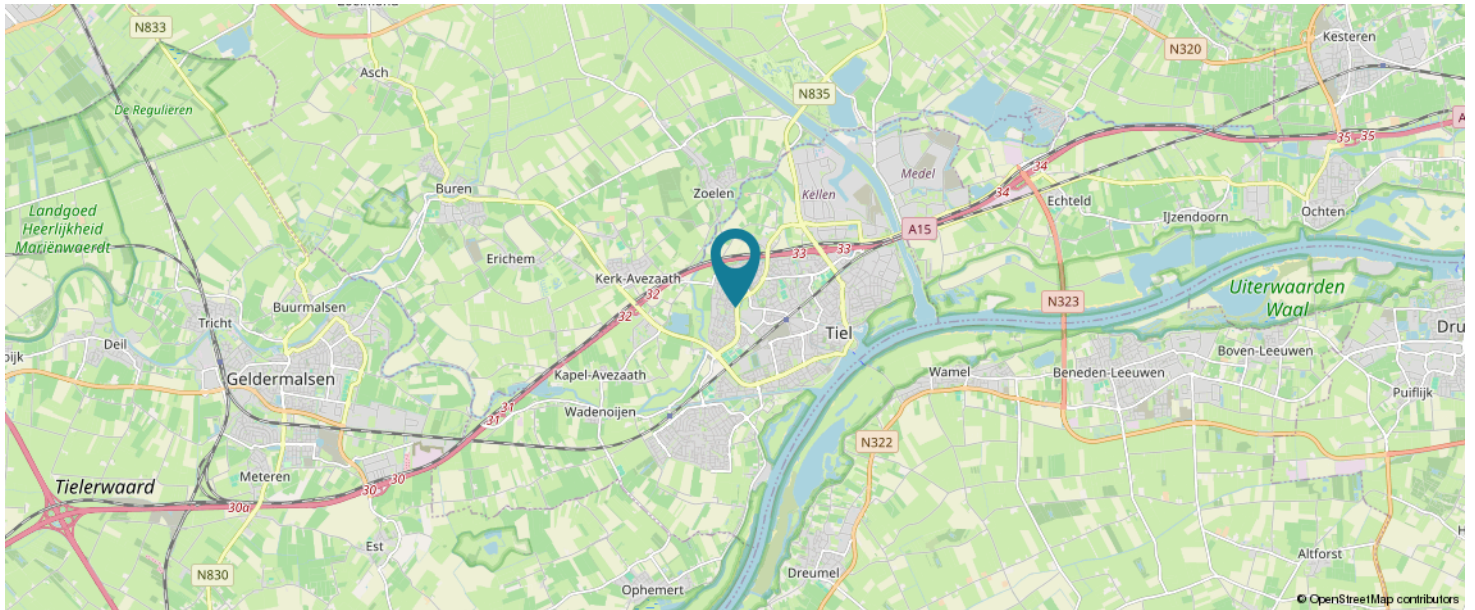 N833
Zoelmond
Asch
De Regulieren
N835
N320
Kesteren
35
35
34
34
Medel
Kellen
Zoelen
Buren
Echteld
IJzendoorn
Ochten
Landgoed
Heerlijkheid
Mariënwaerdt
A15
Erichem
33
33
Kerk-Avezaath
32
32
Uiterwaarden
Waal
N323
Buurmalsen
Tricht
Deil
Tiel
Dru
Boven-Leeuwen
Geldermalsen
Kapel-Avezaath
Wamel
Beneden-Leeuwen
Puiflijk
31
31
Wadenoijen
N322
Meteren
Tielerwaard
30
30
30a
Est
Altforst
N830
Dreumel
Ophemert
© OpenStreetMap contributors